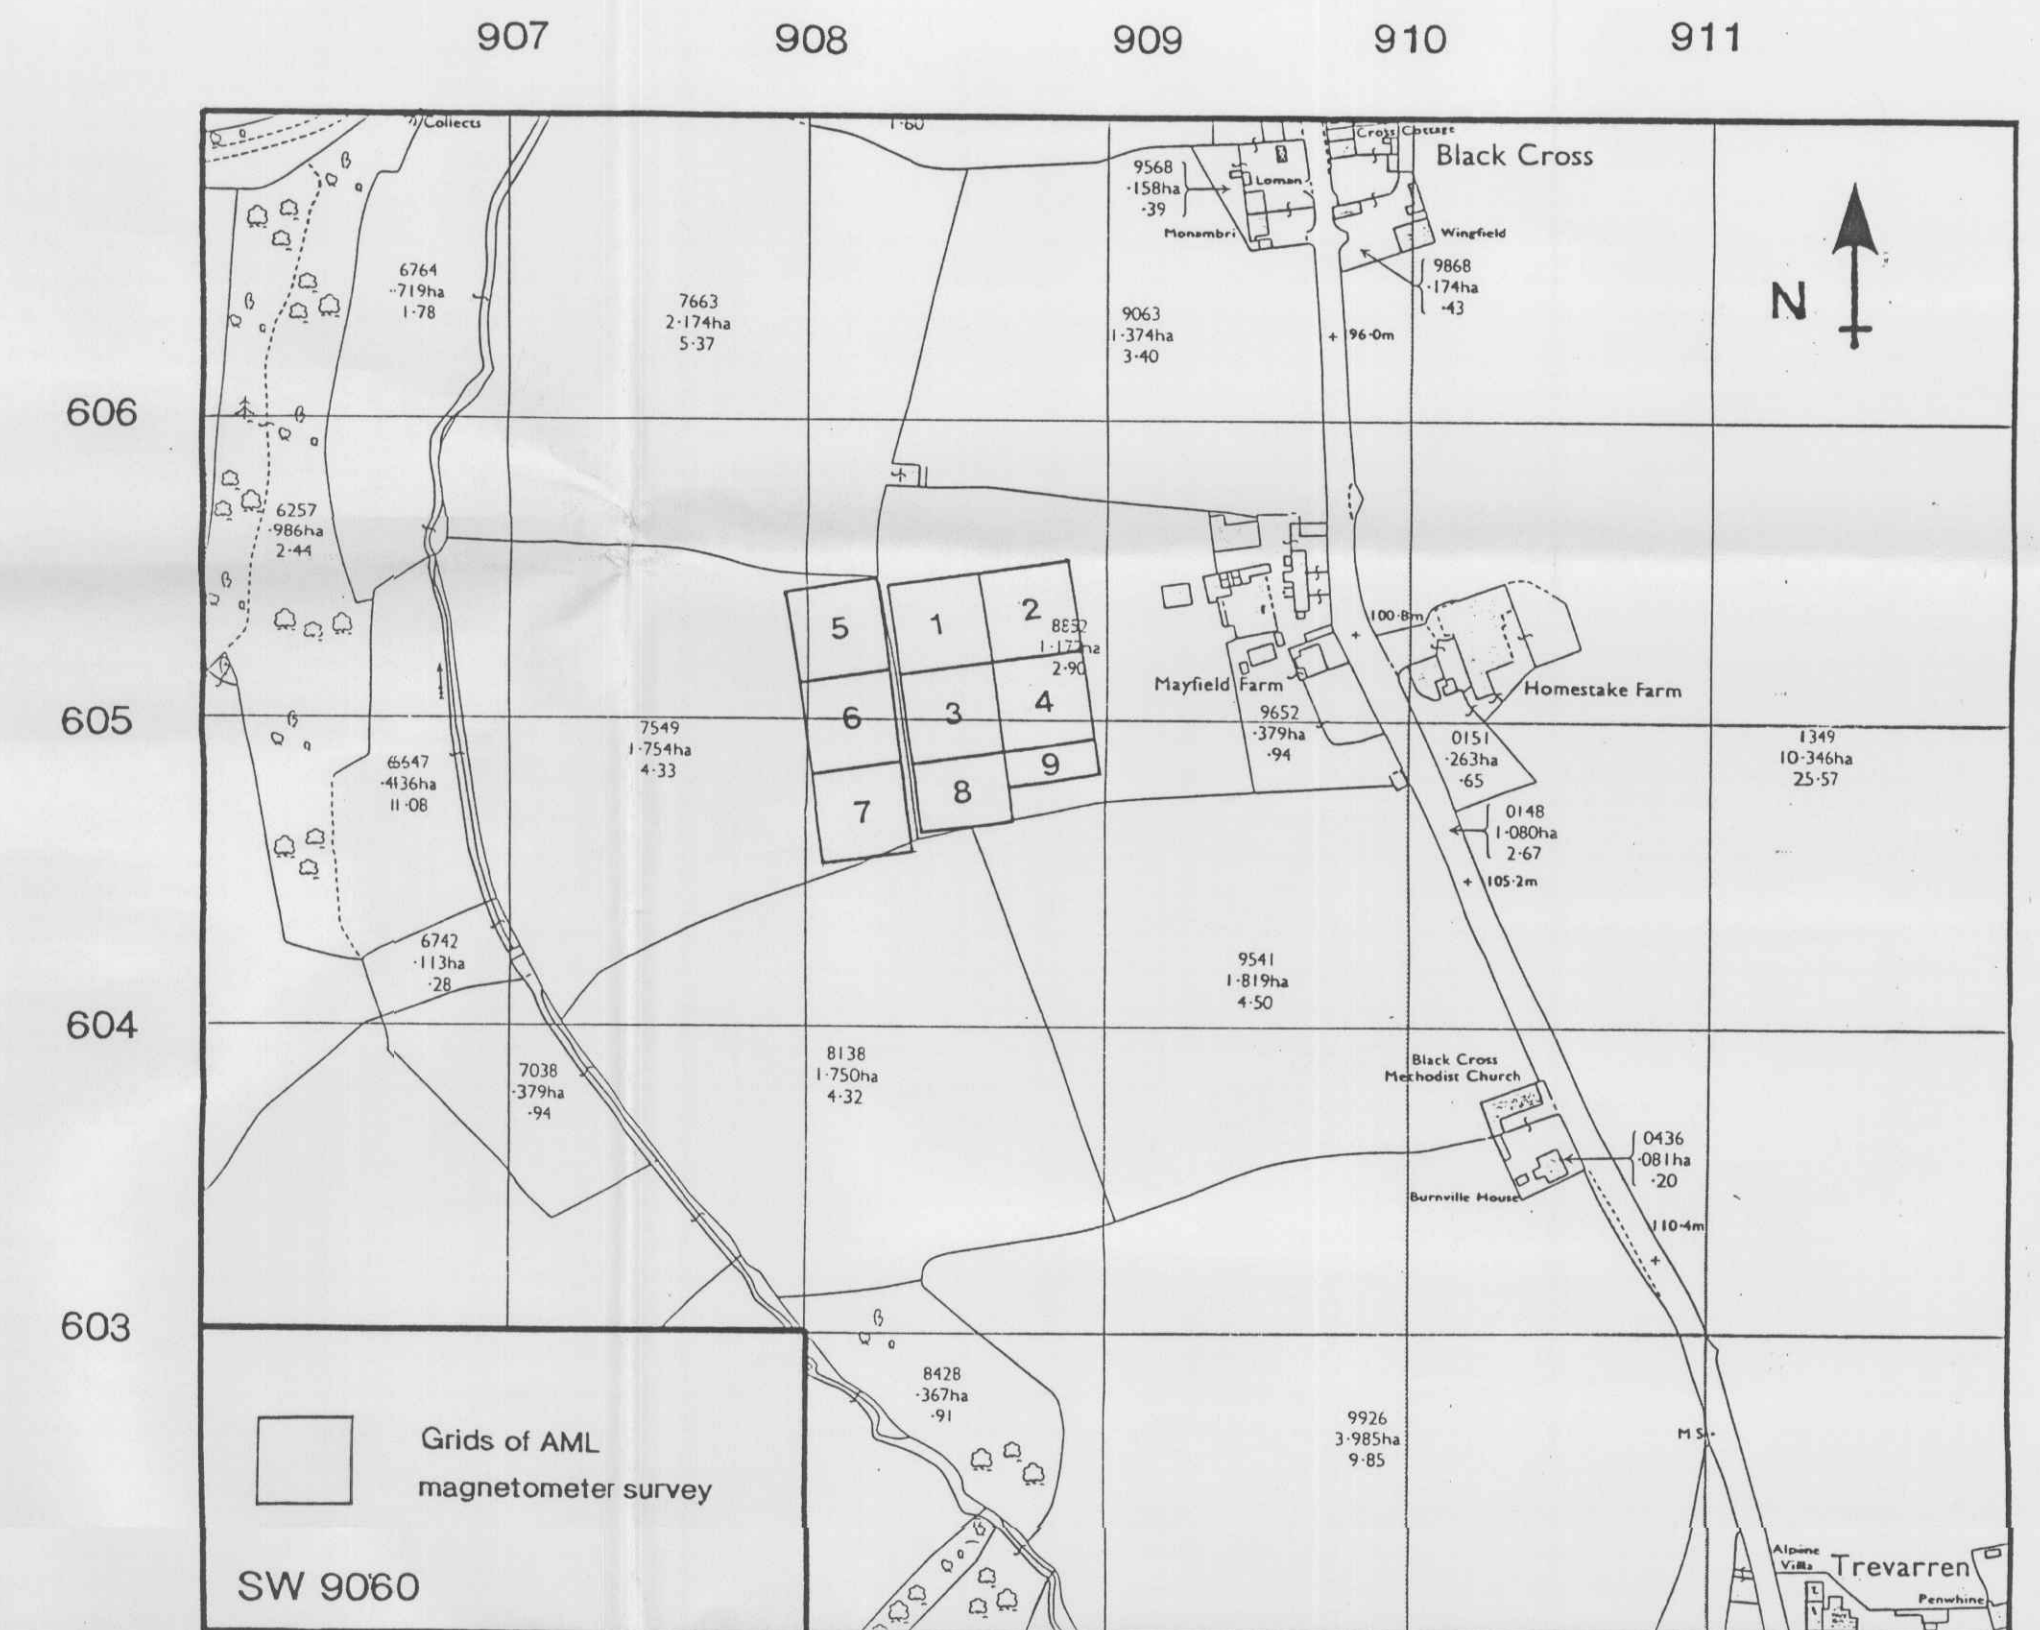 907 908 909 910 911
Collects
1·60
Cross Cottage
Black Cross
9568
·158ha
·39
Loman
Monambri
Wingfield
9868
·174ha
·43
N
6764
·719ha
1·78
7663
2·174ha
5·37
9063
1·374ha
3·40
+ 96·0m
606
6257
·986ha
2·44
5
1
2
8852
1·177ha
2·90
100·8m
Mayfield Farm
Homestake Farm
605
6
3
4
7549
1·754ha
4·33
9652
·379ha
·94
0151
·263ha
·65
1349
10·346ha
25·57
11·08
7
8
9
0148
1·080ha
2·67
+ 105·2m
6742
·113ha
·28
9541
1·819ha
4·50
604
7038
·379ha
·94
8138
1·750ha
4·32
Black Cross
Methodist Church
0436
·081ha
·20
Burnville House
110·4m
603
8428
·367ha
·91
9926
3·985ha
9·85
M S
Grids of AML
magnetometer survey
SW 9060
Alpine
Villa
Trevarren
Penwhine